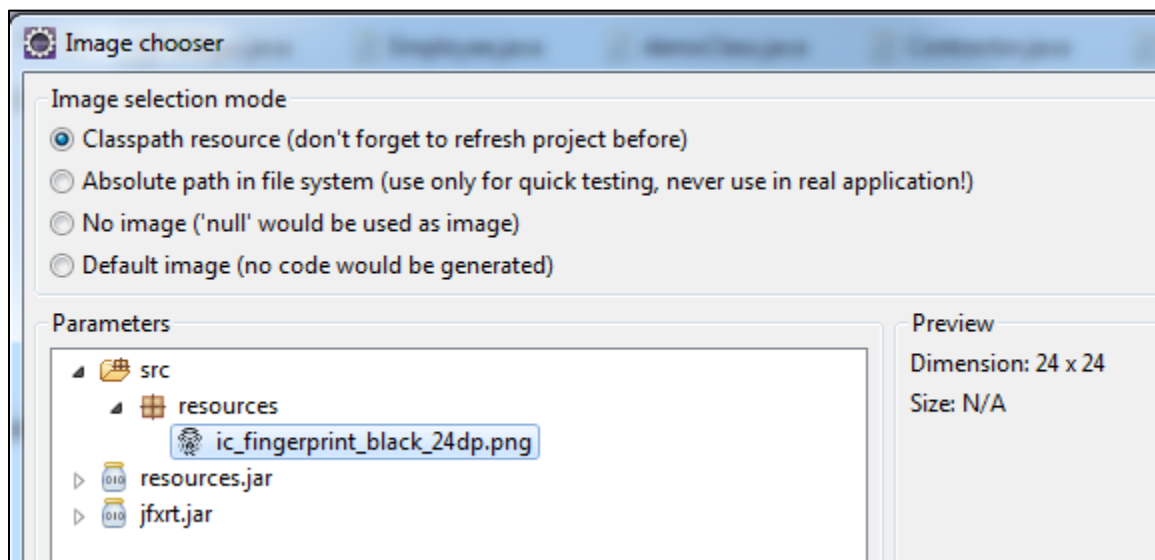 Image chooser
Image selection mode
Classpath resource (don't forget to refresh project before)
Absolute path in file system (use only for quick testing, never use in real application!)
No image ('null' would be used as image)
Default image (no code would be generated)
Parameters
Preview
src
Dimension: 24 x 24
resources
Size: N/A
ic_fingerprint_black_24dp.png
resources.jar
jfxrt.jar